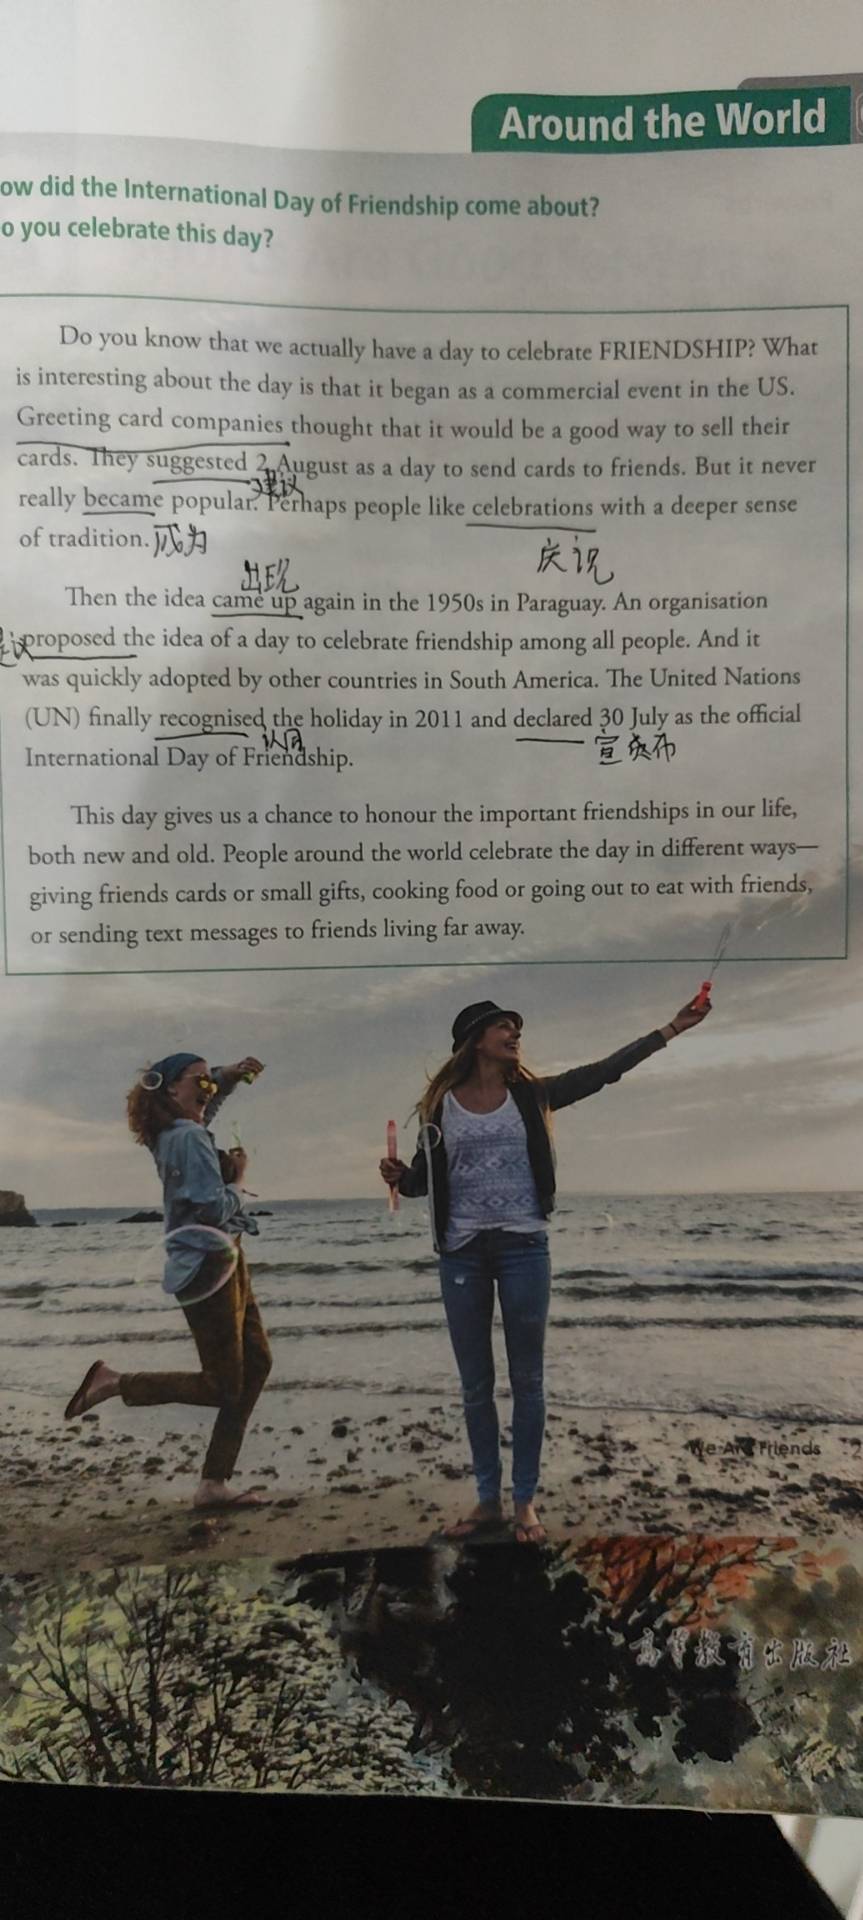 Around the World
ow did the International Day of Friendship come about?
o you celebrate this day?
Do you know that we actually have a day to celebrate FRIENDSHIP? What
is interesting about the day is that it began as a commercial event in the US.
Greeting card companies thought that it would be a good way to sell their
cards. They suggested 2 August as a day to send cards to friends. But it never
建议
really became popular. Perhaps people like celebrations with a deeper sense
of tradition. 成为
庆祝
出现
Then the idea came up again in the 1950s in Paraguay. An organisation
proposed the idea of a day to celebrate friendship among all people. And it
was quickly adopted by other countries in South America. The United Nations
(UN) finally recognised the holiday in 2011 and declared 30 July as the official
认同
宣布
International Day of Friendship.
This day gives us a chance to honour the important friendships in our life,
both new and old. People around the world celebrate the day in different ways—
giving friends cards or small gifts, cooking food or going out to eat with friends,
or sending text messages to friends living far away.
We Are Friends 2
高等教育出版社